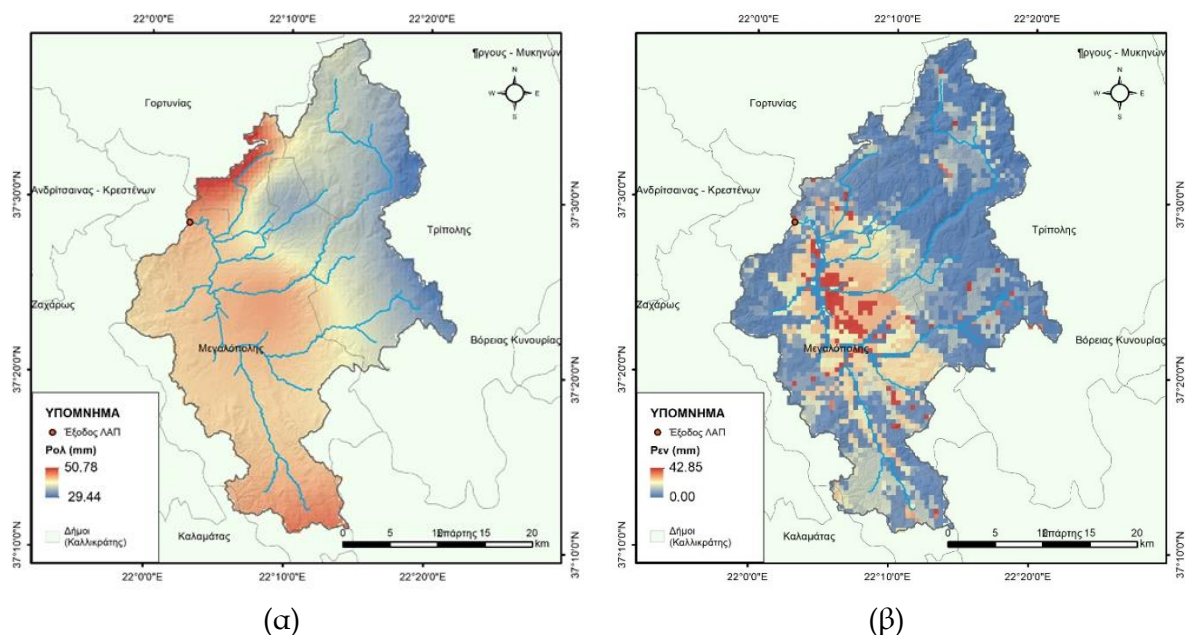 22°0'0"E
22°10'0"E
22°20'0"E
¶ργους - Μυκηνών
N
W
E
S
Γορτυνίας
Ανδρίτσαινας - Κρεστένων
37°30'0"N
37°30'0"N
Τρίπολης
Ζαχάρως
Βόρειας Κυνουρίας
Μεγαλόπολης
37°20'0"N
37°20'0"N
ΥΠΟΜΝΗΜΑ
Έξοδος ΛΑΠ
Pολ (mm)
50.78
29.44
Δήμοι
(Καλλικράτης)
Καλαμάτας
0
5
10
πάρτης
15
20
km
37°10'0"N
37°10'0"N
22°0'0"E
22°10'0"E
22°20'0"E
(α)
22°0'0"E
22°10'0"E
22°20'0"E
¶ργους - Μυκηνών
N
W
E
S
Γορτυνίας
Ανδρίτσαινας - Κρεστένων
37°30'0"N
37°30'0"N
Τρίπολης
Ζαχάρως
Βόρειας Κυνουρίας
Μεγαλόπολης
37°20'0"N
37°20'0"N
ΥΠΟΜΝΗΜΑ
Έξοδος ΛΑΠ
Pεν (mm)
42.85
0.00
Δήμοι
(Καλλικράτης)
Καλαμάτας
0
5
10
πάρτης
15
20
km
37°10'0"N
37°10'0"N
22°0'0"E
22°10'0"E
22°20'0"E
(β)